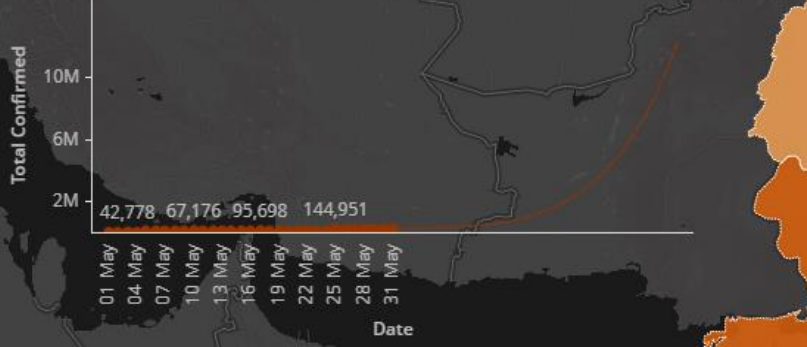 Total Confirmed
10M
6M
2M
42,778 67,176 95,698 144,951
01 May 04 May 07 May 10 May 13 May 16 May 19 May 22 May 25 May 28 May 31 May
Date